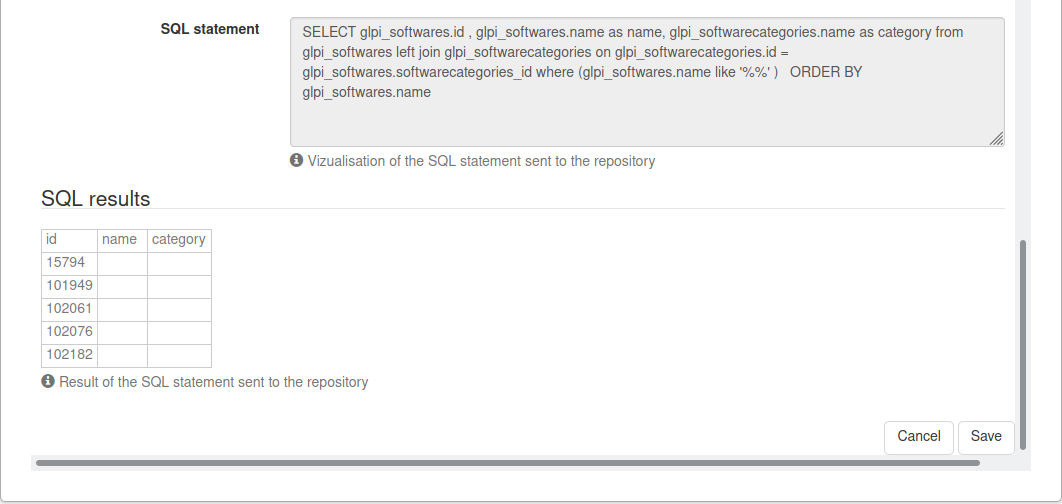 SQL statement
SELECT glpi_softwares.id , glpi_softwares.name as name, glpi_softwarecategories.name as category from
glpi_softwares left join glpi_softwarecategories on glpi_softwarecategories.id =
glpi_softwares.softwarecategories_id where (glpi_softwares.name like '%%' )   ORDER BY
glpi_softwares.name
Vizualisation of the SQL statement sent to the repository
SQL results
id name category
15794
101949
102061
102076
102182
Result of the SQL statement sent to the repository
Cancel Save